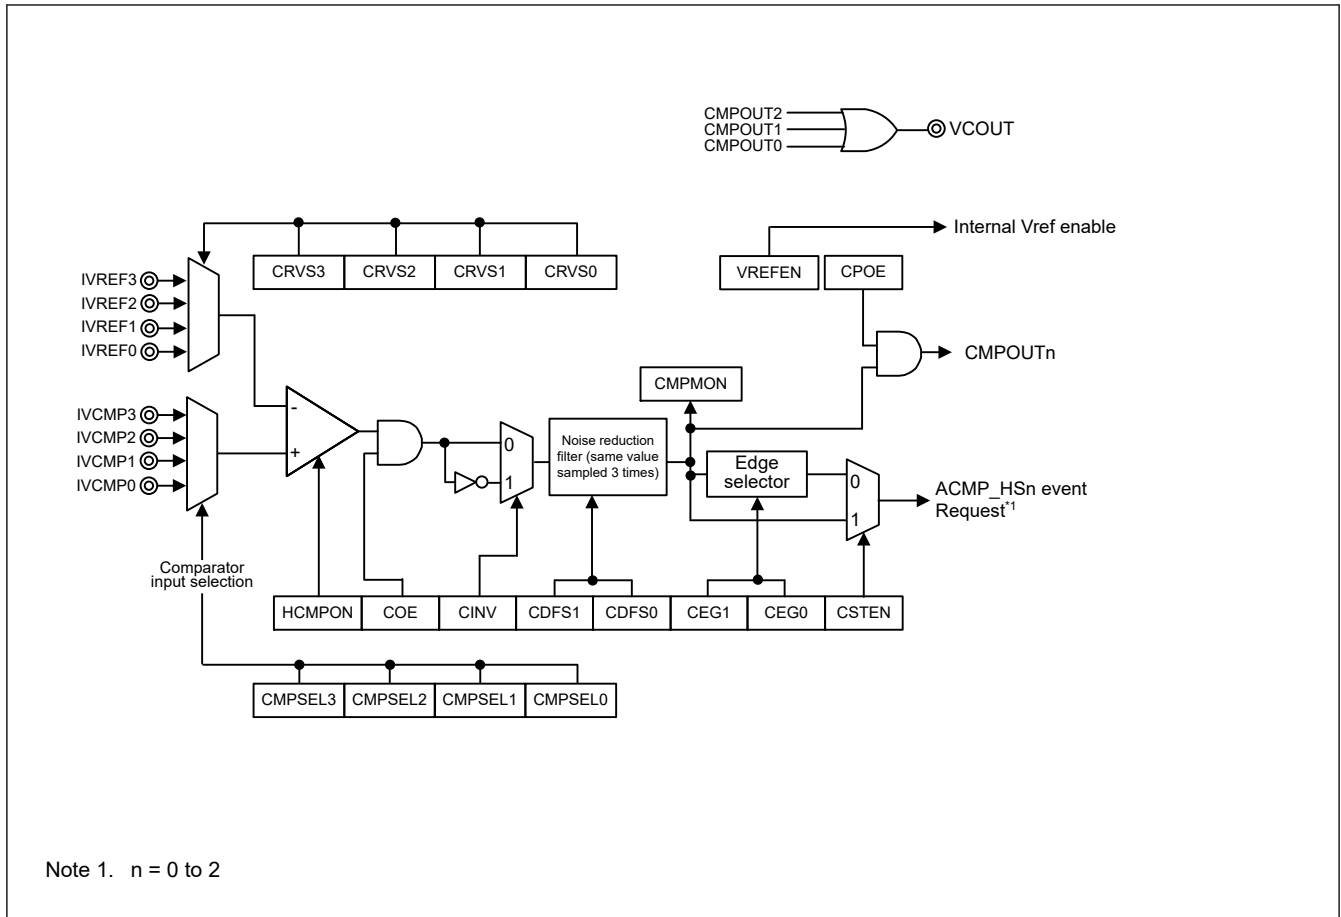 CMPOUT2
CMPOUT1
CMPOUT0
VCOUT
Internal Vref enable
VREFEN
CPOE
CRVS3
CRVS2
CRVS1
CRVS0
IVREF3
IVREF2
IVREF1
IVREF0
CMPOUTn
CMPMON
IVCMP3
IVCMP2
IVCMP1
IVCMP0
-
+
0
1
Noise reduction
filter (same value
sampled 3 times)
Edge
selector
0
1
ACMP_HSn event
Request*1
Comparator
input selection
HCMPON
COE
CINV
CDFS1
CDFS0
CEG1
CEG0
CSTEN
CMPSEL3
CMPSEL2
CMPSEL1
CMPSEL0
Note 1. n = 0 to 2